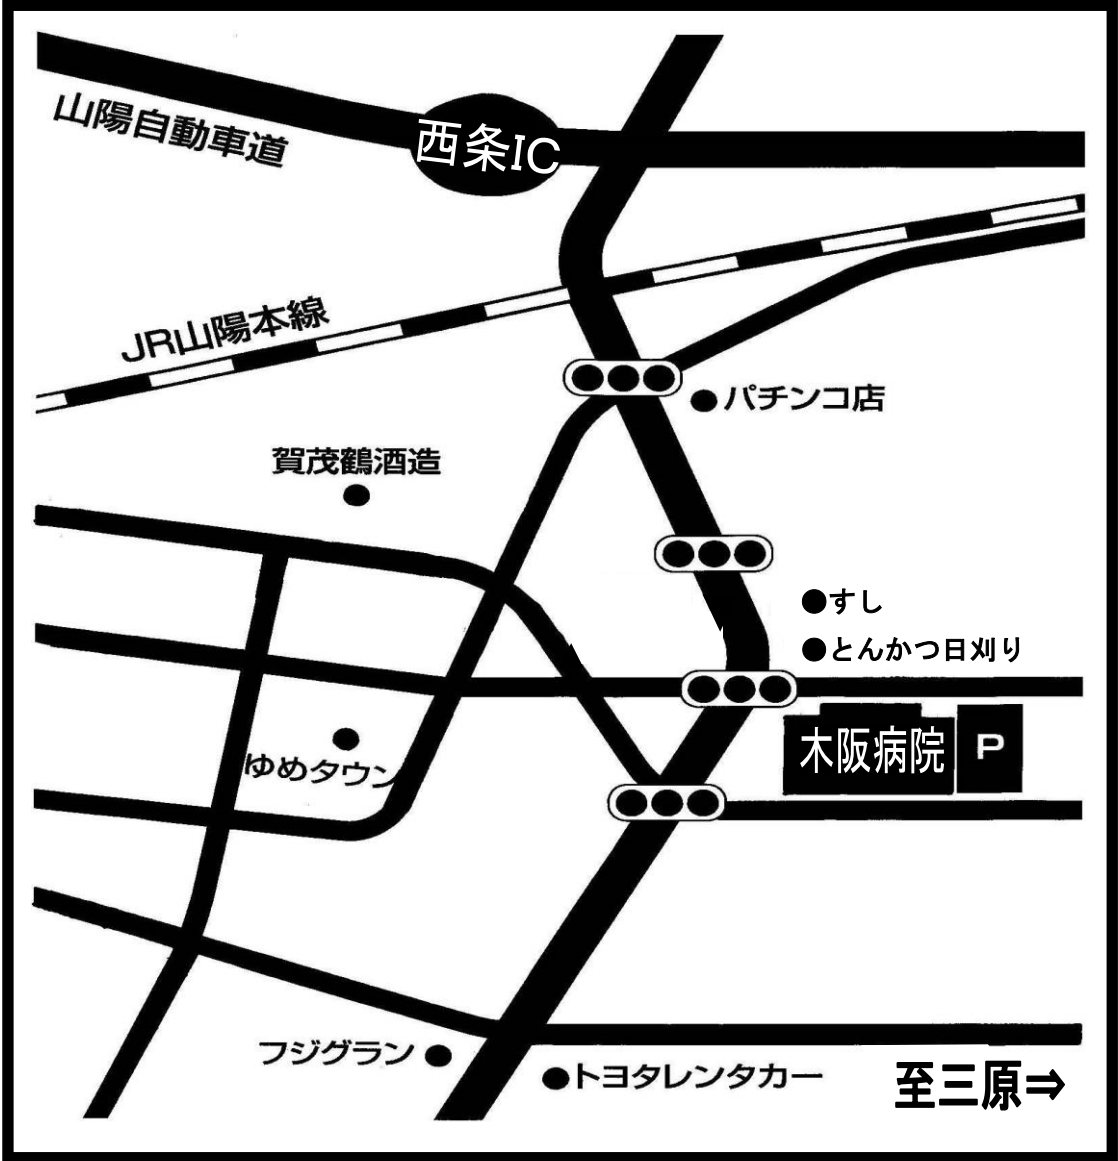 山陽自動車道
西条IC
JR山陽本線
パチンコ店
賀茂鶴酒造
すし
とんかつ日刈り
木阪病院
P
ゆめタウン
フジグラン
トヨタレンタカー
至三原⇒